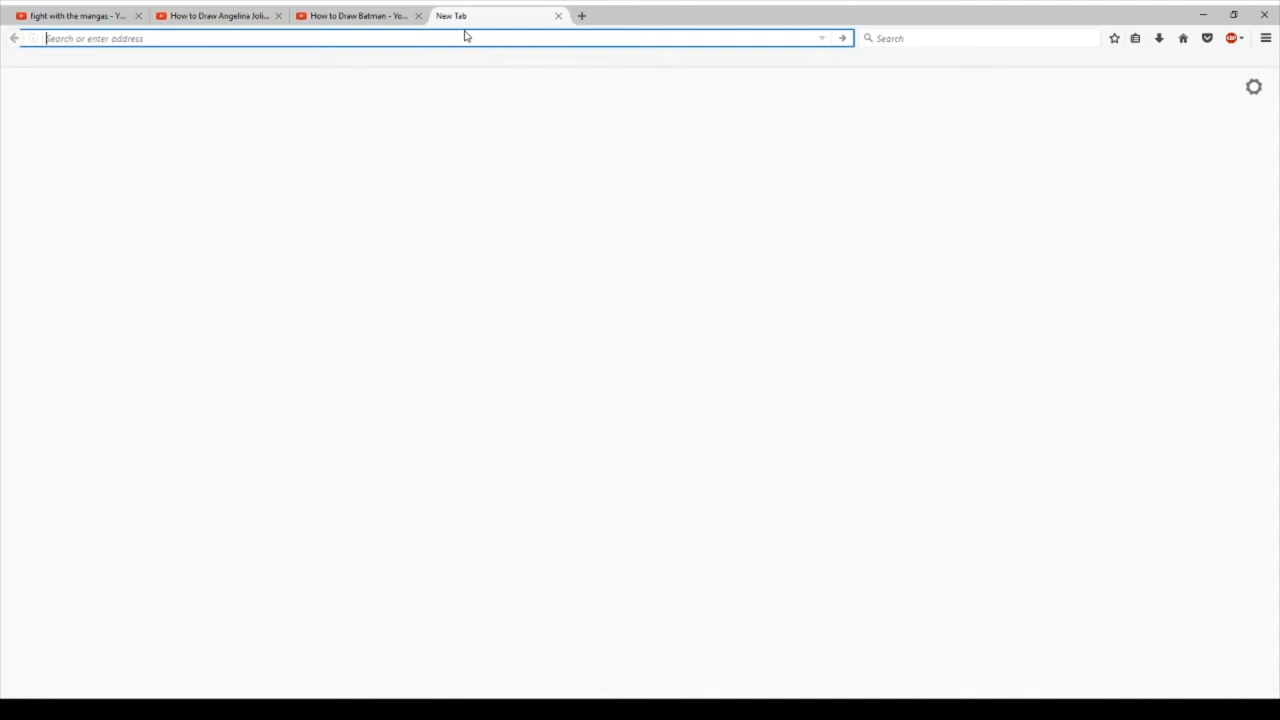 fight with the mangas - Y...
How to Draw Angelina Joli...
How to Draw Batman - Yo...
New Tab
Search or enter address
Search
ABP